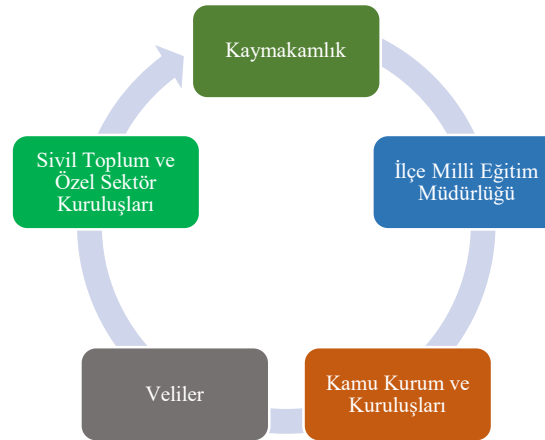 Kaymakamlık
İlçe Milli Eğitim
Müdürlüğü
Kamu Kurum ve
Kuruluşları
Veliler
Sivil Toplum ve
Özel Sektör
Kuruluşları